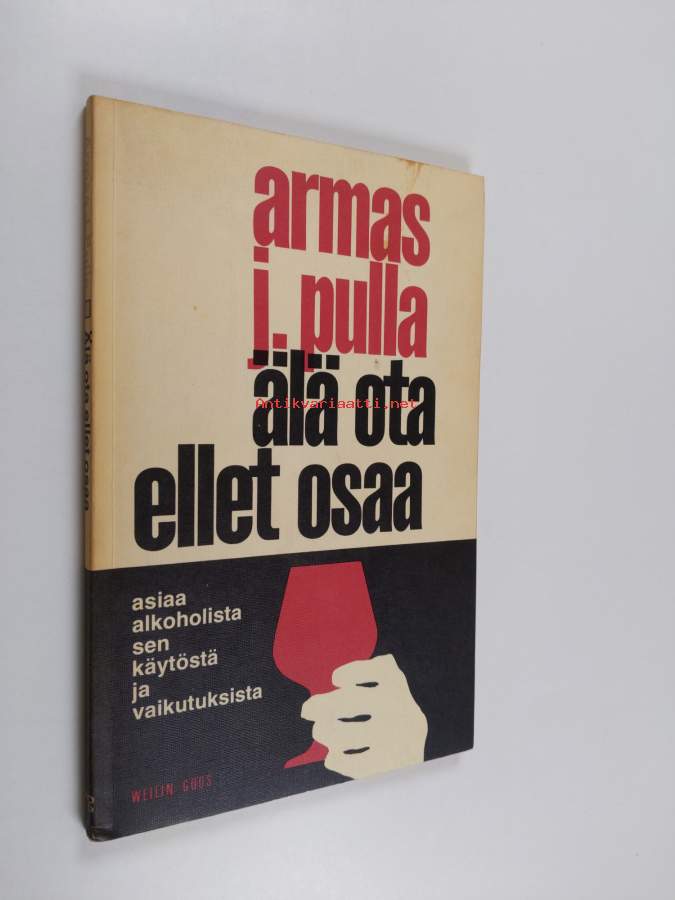 armas
j. pulla
älä ota
ellet osaa
asiaa
alkoholista
sen
käytöstä
ja
vaikutuksista
WEILIN GÖÖS
Älä ota ellet osaa
Antikvariaatti.net